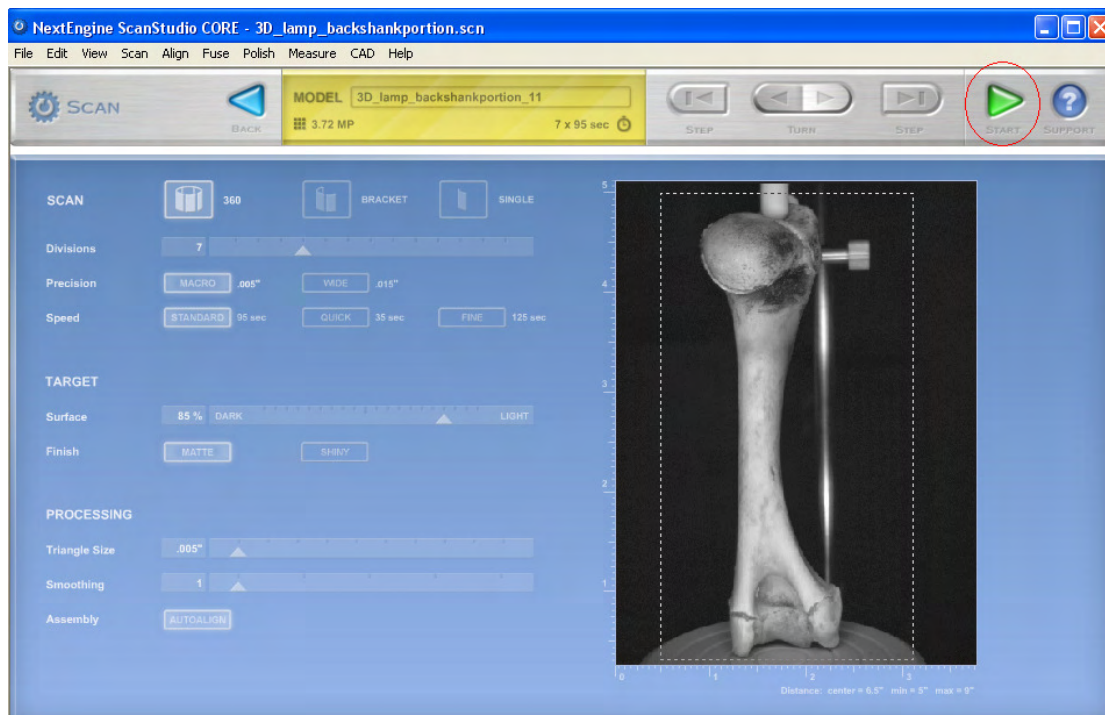 NextEngine ScanStudio CORE - 3D_lamp_backshankportion.scn
File Edit View Scan Align Fuse Polish Measure CAD Help
SCAN
BACK
MODEL 3D_lamp_backshankportion_11
3.72 MP 7 x 95 sec
STEP TURN STEP START SUPPORT
SCAN 360 BRACKET SINGLE
Divisions 7
Precision MACRO .005" WIDE .015"
Speed STANDARD 95 sec QUICK 35 sec FINE 125 sec
TARGET
Surface 85 % DARK LIGHT
Finish MATTE SHINY
PROCESSING
Triangle Size .005"
Smoothing 1
Assembly AUTOALIGN
5
4
3
2
1
0 1 2 3
Distance: center = 6.5" min = 5" max = 9"